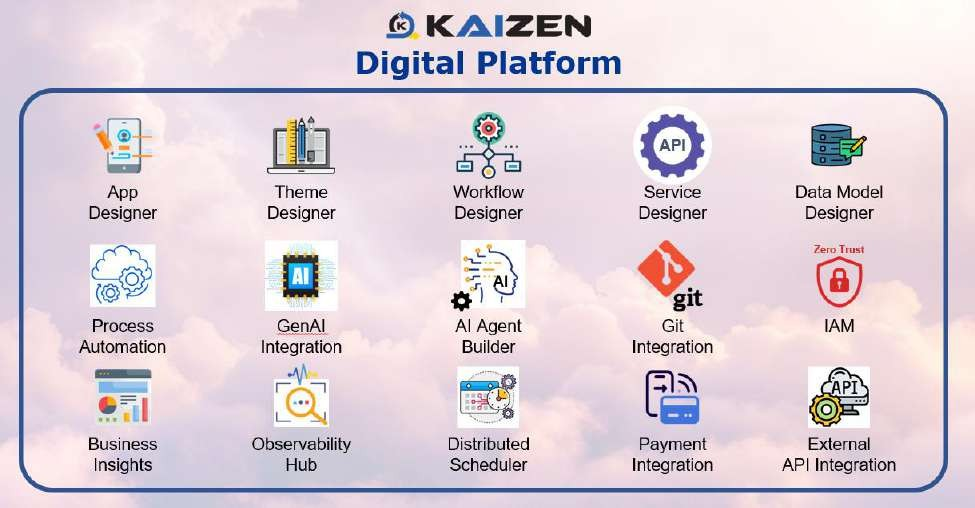 KAIZEN
Digital Platform
API
App
Designer
Theme
Designer
Workflow
Designer
Service
Designer
Data Model
Designer
AI
AI
git
Zero Trust
Process
Automation
GenAI
Integration
AI Agent
Builder
Git
Integration
IAM
API
Business
Insights
Observability
Hub
Distributed
Scheduler
Payment
Integration
External
API Integration